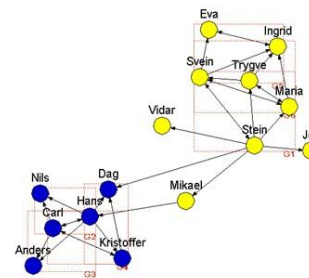 Eva
Ingrid
Svein
Trygve
Maria
Vidar
Stein
G1
Dag
Mikael
Nils
Hans
Carl
G2
Kristoffer
Anders
G3